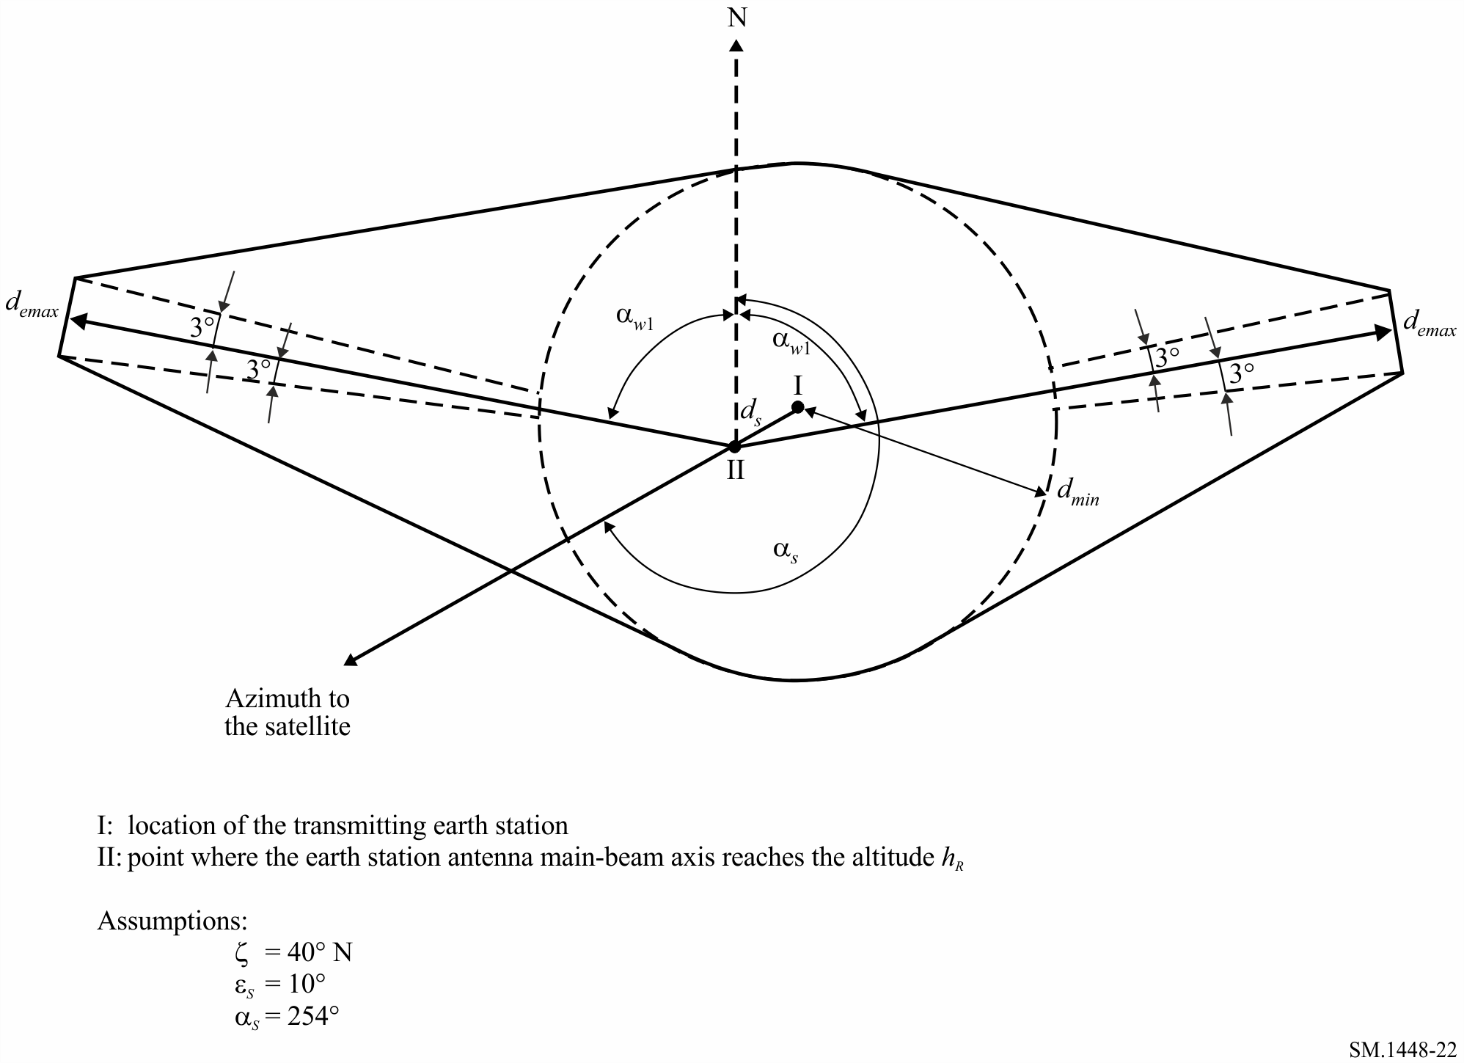 N
d_emax
3°
3°
α_w1
α_w1
I
d_s
II
3°
3°
d_emax
d_min
α_s
Azimuth to
the satellite
I: location of the transmitting earth station
II: point where the earth station antenna main-beam axis reaches the altitude h_R
Assumptions:
ζ = 40° N
ε_S = 10°
α_S = 254°
SM.1448-22